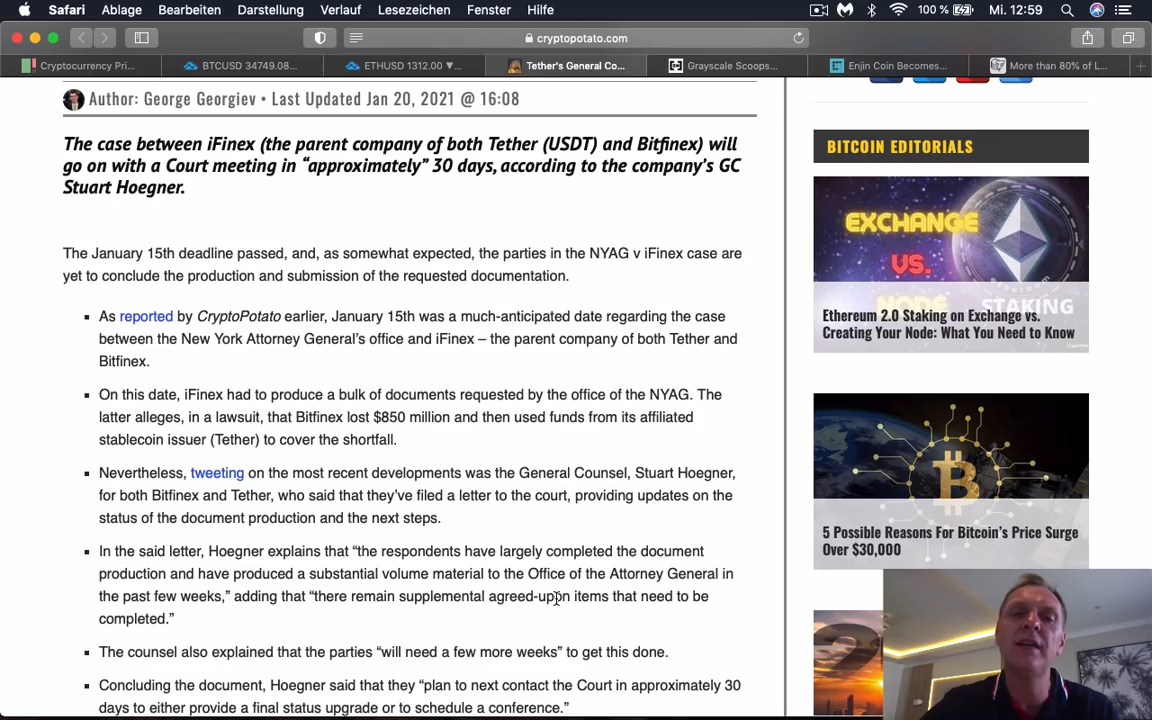 Safari Ablage Bearbeiten Darstellung Verlauf Lesezeichen Fenster Hilfe 100 % Mi. 12:59
cryptopotato.com
Cryptocurrency Pri... BTCUSD 34749.08... ETHUSD 1312.00 ▼... Tether's General Co... Grayscale Scoops... Enjin Coin Becomes... More than 80% of L...
Author: George Georgiev • Last Updated Jan 20, 2021 @ 16:08
The case between iFinex (the parent company of both Tether (USDT) and Bitfinex) will
go on with a Court meeting in “approximately” 30 days, according to the company’s GC
Stuart Hoegner.
The January 15th deadline passed, and, as somewhat expected, the parties in the NYAG v iFinex case are
yet to conclude the production and submission of the requested documentation.
As reported by CryptoPotato earlier, January 15th was a much-anticipated date regarding the case
between the New York Attorney General’s office and iFinex – the parent company of both Tether and
Bitfinex.
On this date, iFinex had to produce a bulk of documents requested by the office of the NYAG. The
latter alleges, in a lawsuit, that Bitfinex lost $850 million and then used funds from its affiliated
stablecoin issuer (Tether) to cover the shortfall.
Nevertheless, tweeting on the most recent developments was the General Counsel, Stuart Hoegner,
for both Bitfinex and Tether, who said that they’ve filed a letter to the court, providing updates on the
status of the document production and the next steps.
In the said letter, Hoegner explains that “the respondents have largely completed the document
production and have produced a substantial volume material to the Office of the Attorney General in
the past few weeks,” adding that “there remain supplemental agreed-upon items that need to be
completed.”
The counsel also explained that the parties “will need a few more weeks” to get this done.
Concluding the document, Hoegner said that they “plan to next contact the Court in approximately 30
days to either provide a final status upgrade or to schedule a conference.”
BITCOIN EDITORIALS
EXCHANGE
VS.
NODE STAKING
Ethereum 2.0 Staking on Exchange vs.
Creating Your Node: What You Need to Know
5 Possible Reasons For Bitcoin’s Price Surge
Over $30,000